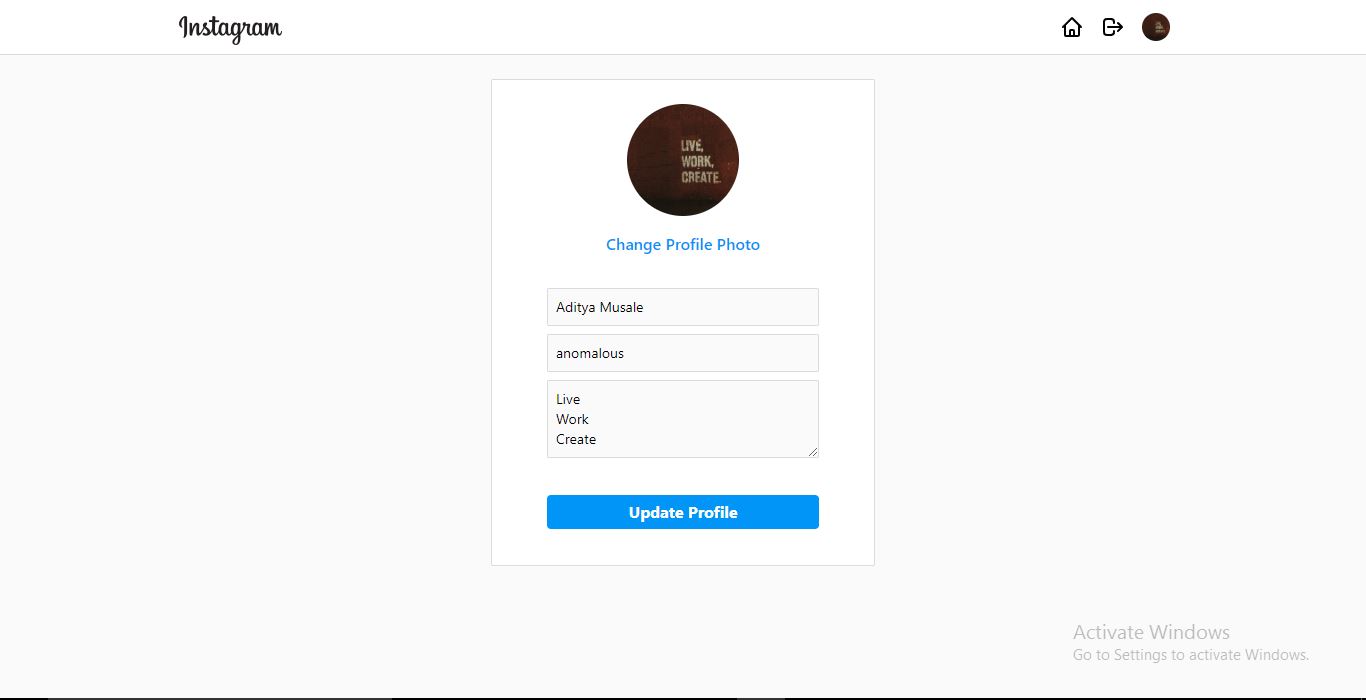 Instagram
LIVE,
WORK,
CREATE.
Change Profile Photo
Aditya Musale
anomalous
Live
Work
Create
Update Profile
Activate Windows
Go to Settings to activate Windows.